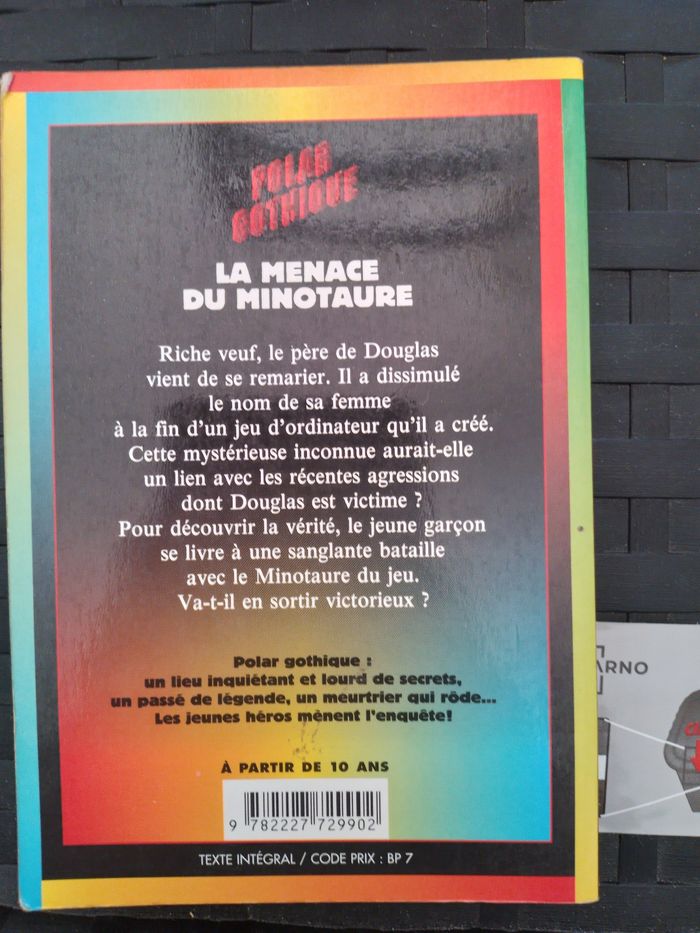 POLAR
GOTHIQUE
LA MENACE
DU MINOTAURE
Riche veuf, le père de Douglas
vient de se remarier. Il a dissimulé
le nom de sa femme
à la fin d'un jeu d'ordinateur qu'il a créé.
Cette mystérieuse inconnue aurait-elle
un lien avec les récentes agressions
dont Douglas est victime ?
Pour découvrir la vérité, le jeune garçon
se livre à une sanglante bataille
avec le Minotaure du jeu.
Va-t-il en sortir victorieux ?
Polar gothique :
un lieu inquiètant et lourd de secrets,
un passé de légende, un meurtrier qui rôde...
Les jeunes héros mènent l'enquête!
À PARTIR DE 10 ANS
9 782227 729902
TEXTE INTÉGRAL / CODE PRIX : BP 7
ARNO